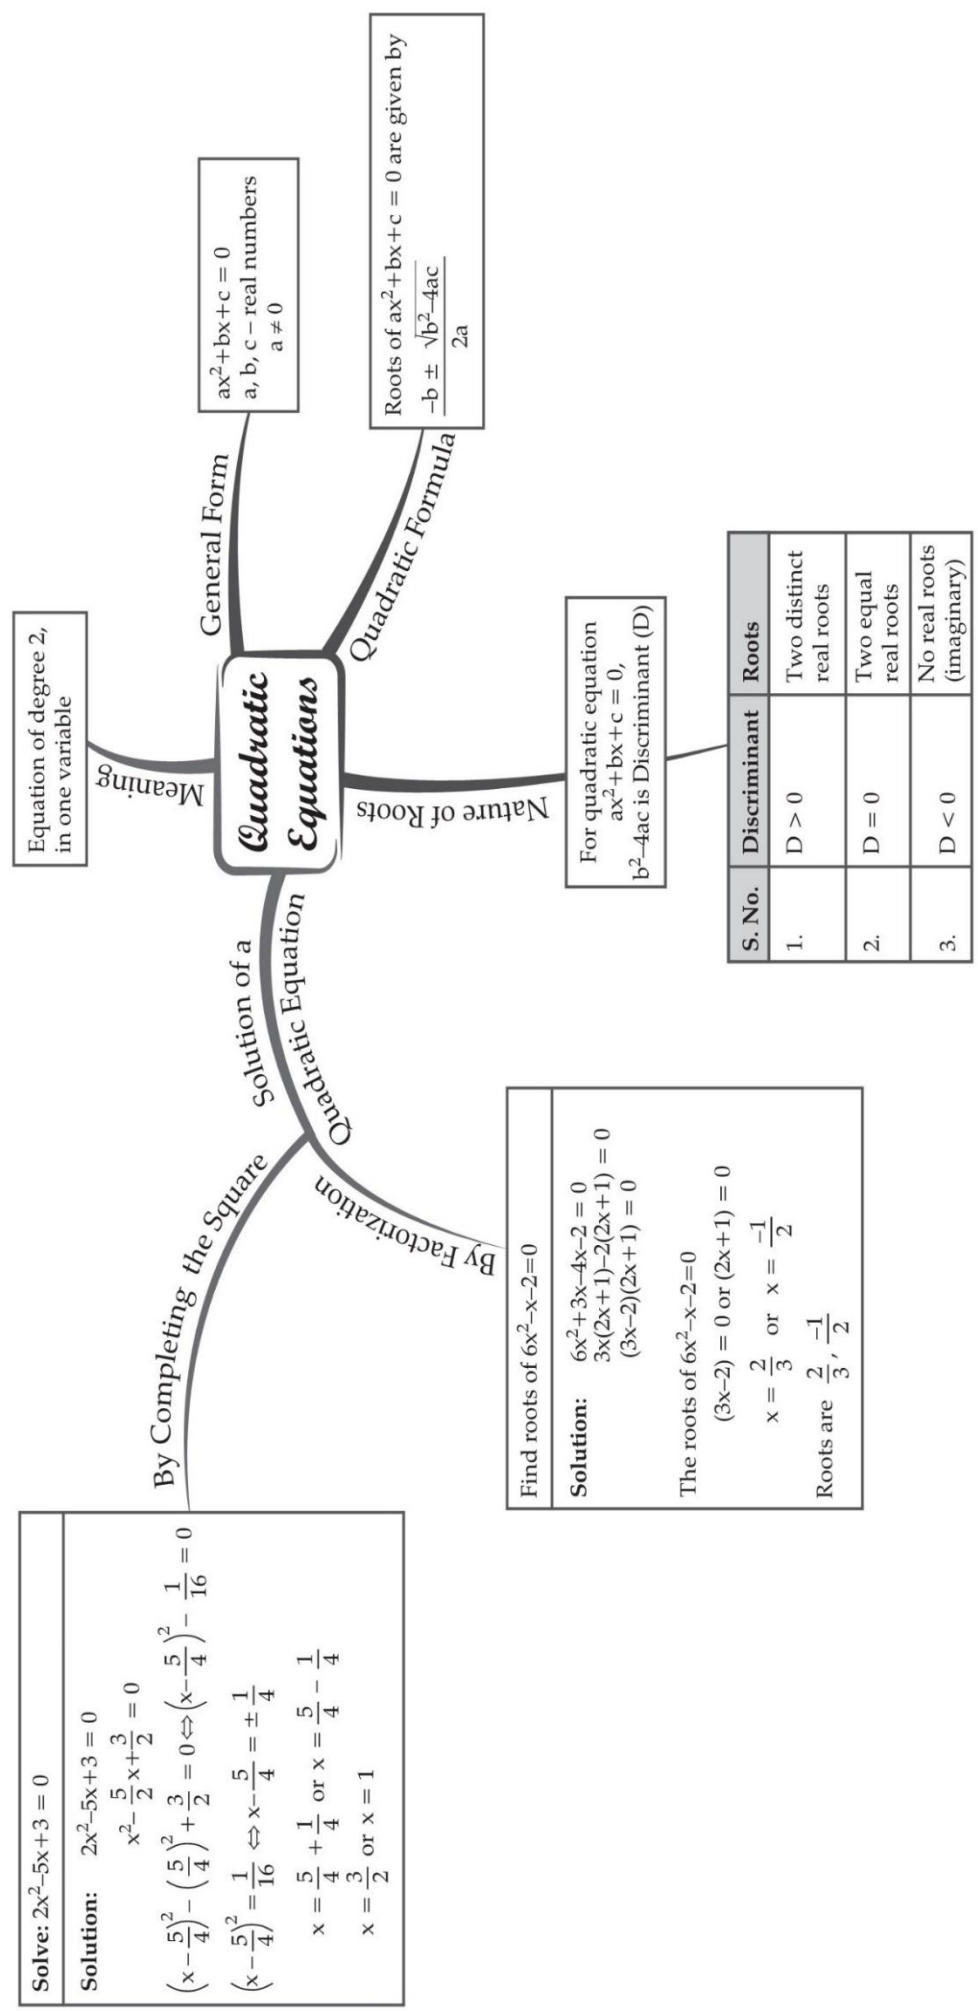 Quadratic
Equations
Meaning
Equation of degree 2,
in one variable
General Form
ax²+bx+c = 0
a, b, c – real numbers
a ≠ 0
Quadratic Formula
Roots of ax²+bx+c = 0 are given by
–b ± √b²–4ac
2a
Nature of Roots
For quadratic equation
ax²+bx+c = 0,
b²–4ac is Discriminant (D)
S. No. Discriminant Roots
1. D > 0 Two distinct
real roots
2. D = 0 Two equal
real roots
3. D < 0 No real roots
(imaginary)
Solution of a
Quadratic Equation
By Completing the Square
Solve: 2x²–5x+3 = 0
Solution: 2x²–5x+3 = 0
x²– 5/2 x+ 3/2 = 0
(x – 5/4)² – (5/4)² + 3/2 = 0 ⇔ (x– 5/4)² – 1/16 = 0
(x – 5/4)² = 1/16 ⇔ x– 5/4 = ± 1/4
x = 5/4 + 1/4 or x = 5/4 – 1/4
x = 3/2 or x = 1
By Factorization
Find roots of 6x²–x–2=0
Solution: 6x²+3x–4x–2 = 0
3x(2x+1)–2(2x+1) = 0
(3x–2)(2x+1) = 0
The roots of 6x²–x–2=0
(3x–2) = 0 or (2x+1) = 0
x = 2/3 or x = –1/2
Roots are 2/3 , –1/2